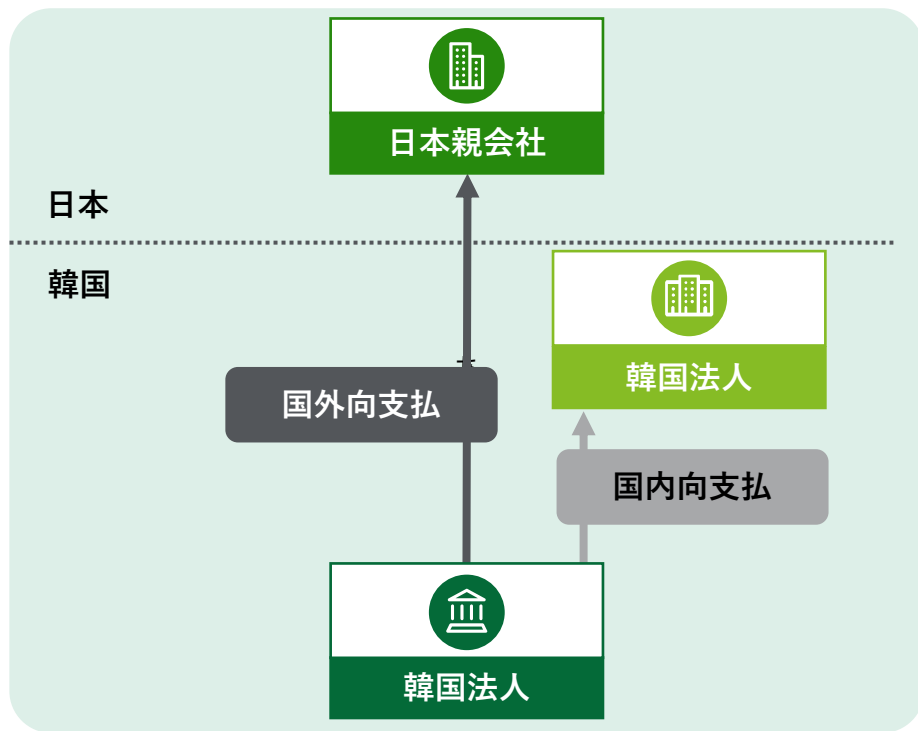 日本親会社
日本
韓国
韓国法人
国外向支払
国内向支払
韓国法人